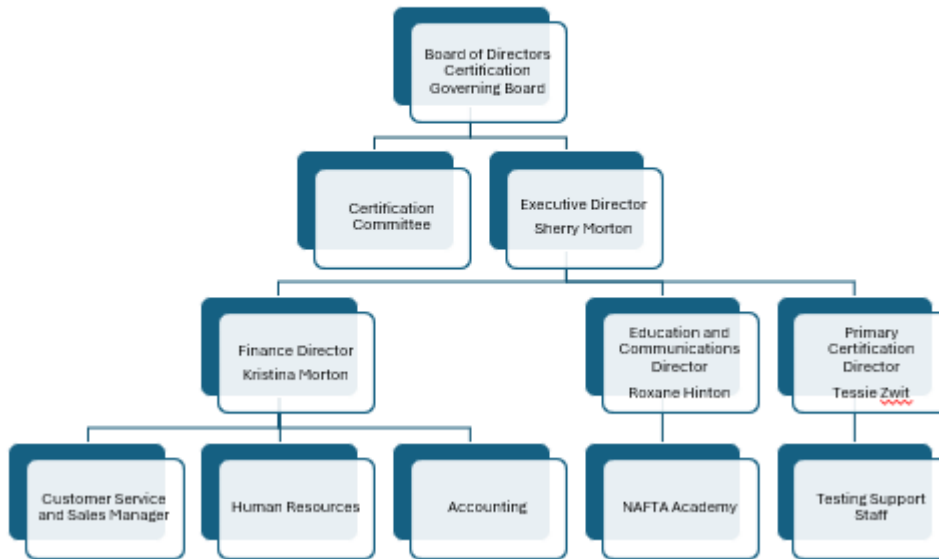 Board of Directors
Certification
Governing Board
Certification
Committee
Executive Director
Sherry Morton
Finance Director
Kristina Morton
Education and
Communications
Director
Roxane Hinton
Primary
Certification
Director
Tessie Zwit
Customer Service
and Sales Manager
Human Resources
Accounting
NAFTA Academy
Testing Support
Staff